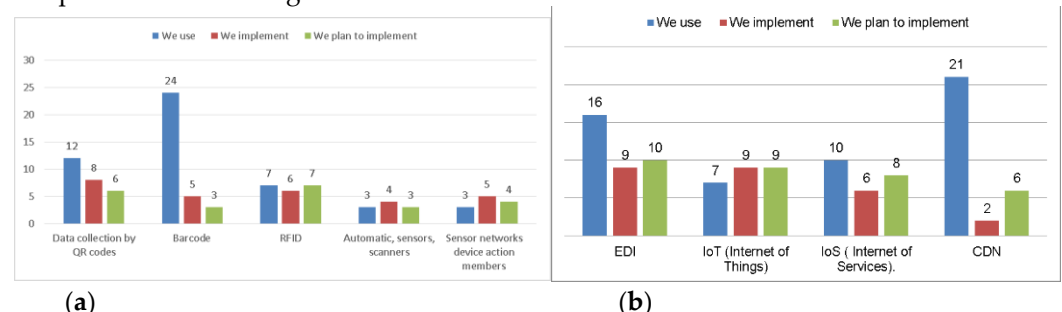 We use We implement We plan to implement
30
25
20
15
10
5
0
12 8 6
24 5 3
7 6 7
3 4 3
3 5 4
Data collection by
QR codes
Barcode
RFID
Automatic, sensors,
scanners
Sensor networks
device action
members
(a)
We use We implement We plan to implement
16 9 10
7 9 9
10 6 8
21 2 6
EDI
IoT (Internet of
Things)
IoS ( Internet of
Services).
CDN
(b)